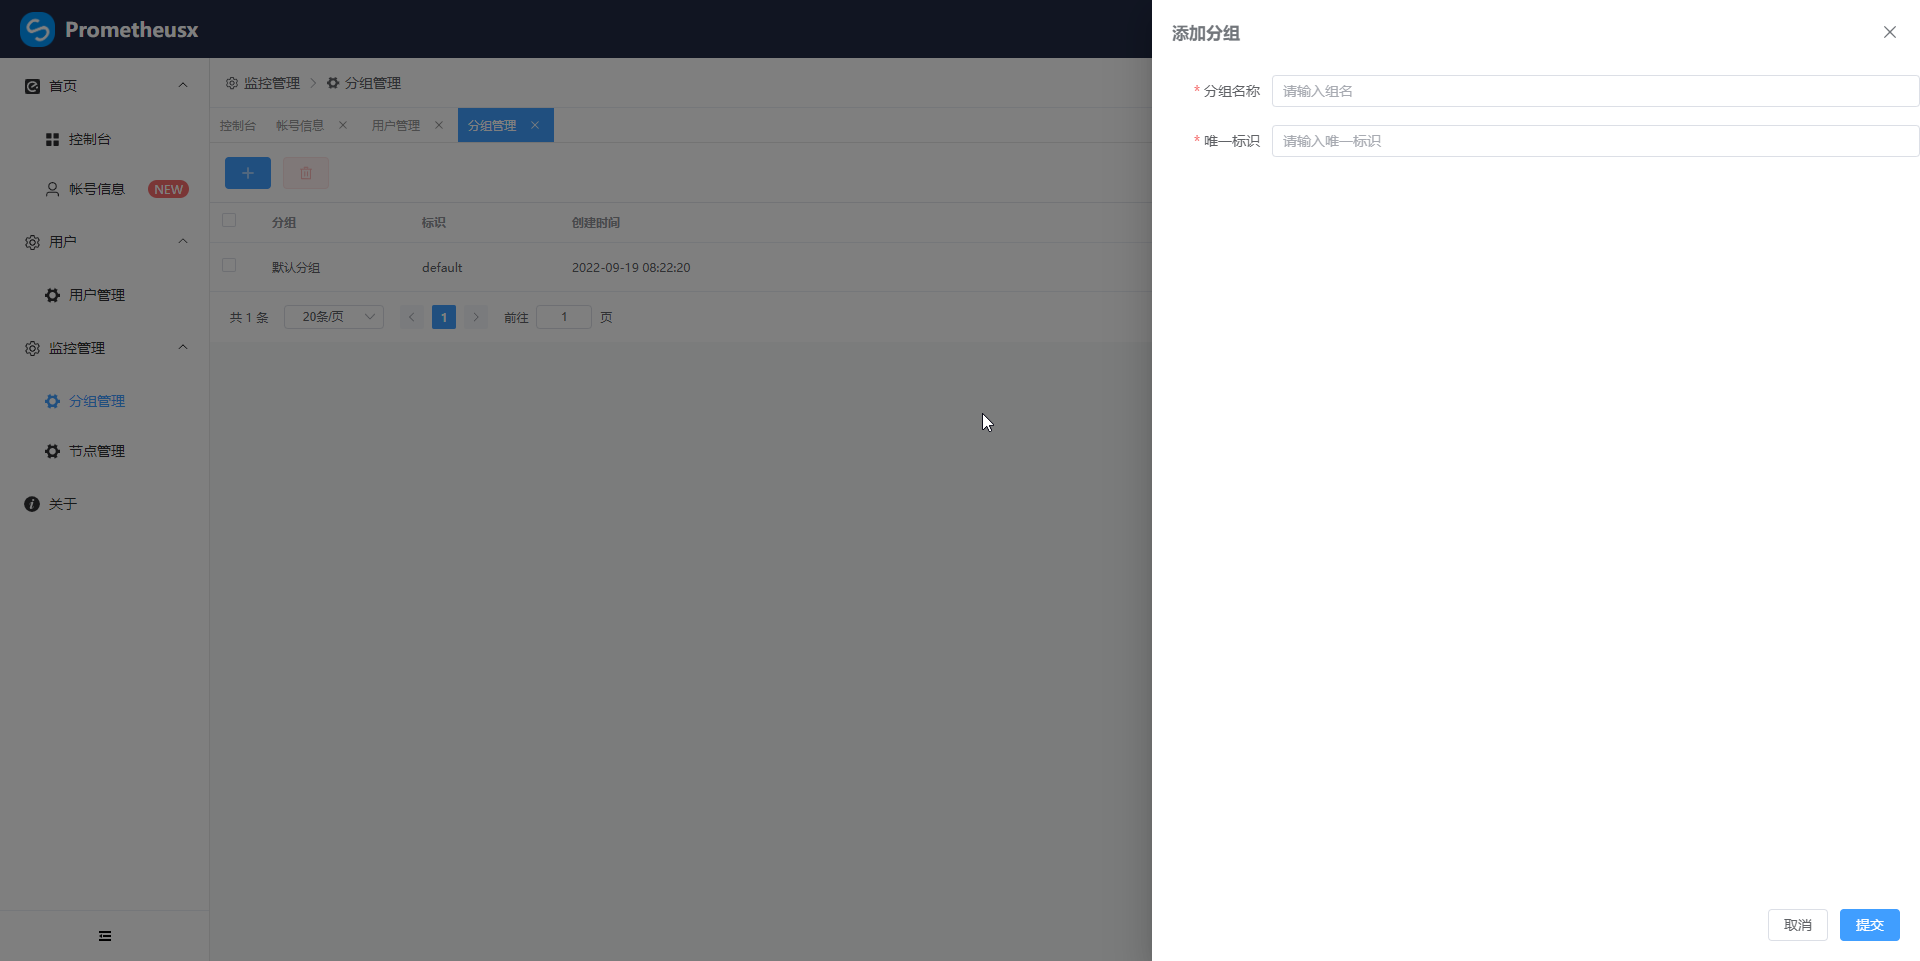 Prometheusx
首页
控制台
帐号信息 NEW
用户
用户管理
监控管理
分组管理
节点管理
关于
监控管理 > 分组管理
控制台 帐号信息 用户管理 分组管理
分组 标识 创建时间
默认分组 default 2022-09-19 08:22:20
共 1 条 20条/页 1 前往 1 页
添加分组
* 分组名称 请输入组名
* 唯一标识 请输入唯一标识
取消 提交